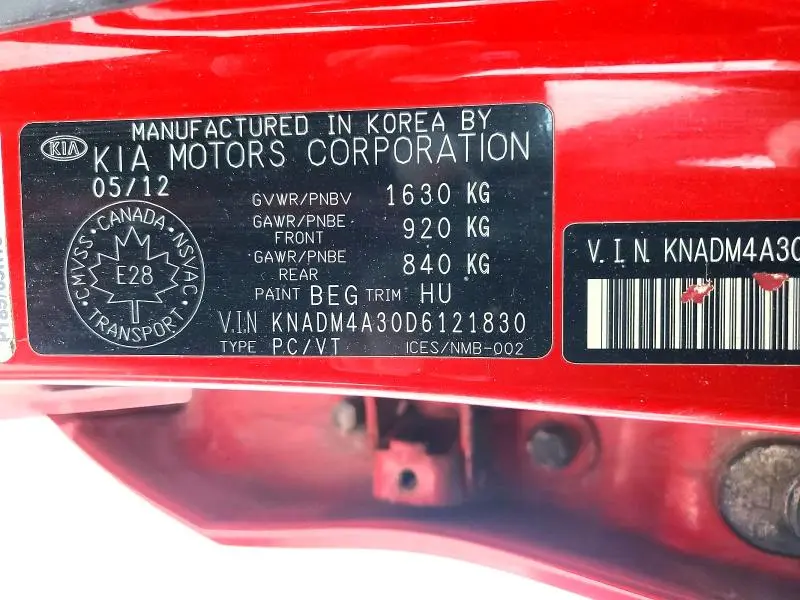 MANUFACTURED IN KOREA BY
KIA
KIA MOTORS CORPORATION
05/12
GVWR/PNBV 1630 KG
GAWR/PNBE FRONT 920 KG
GAWR/PNBE REAR 840 KG
PAINT BEG TRIM HU
V.I.N KNADM4A30D6121830
TYPE P.C/VT ICES/NMB-002
CANADA
CMVSS · NSVAC
E28
TRANSPORT
V.I.N. KNADM4A30